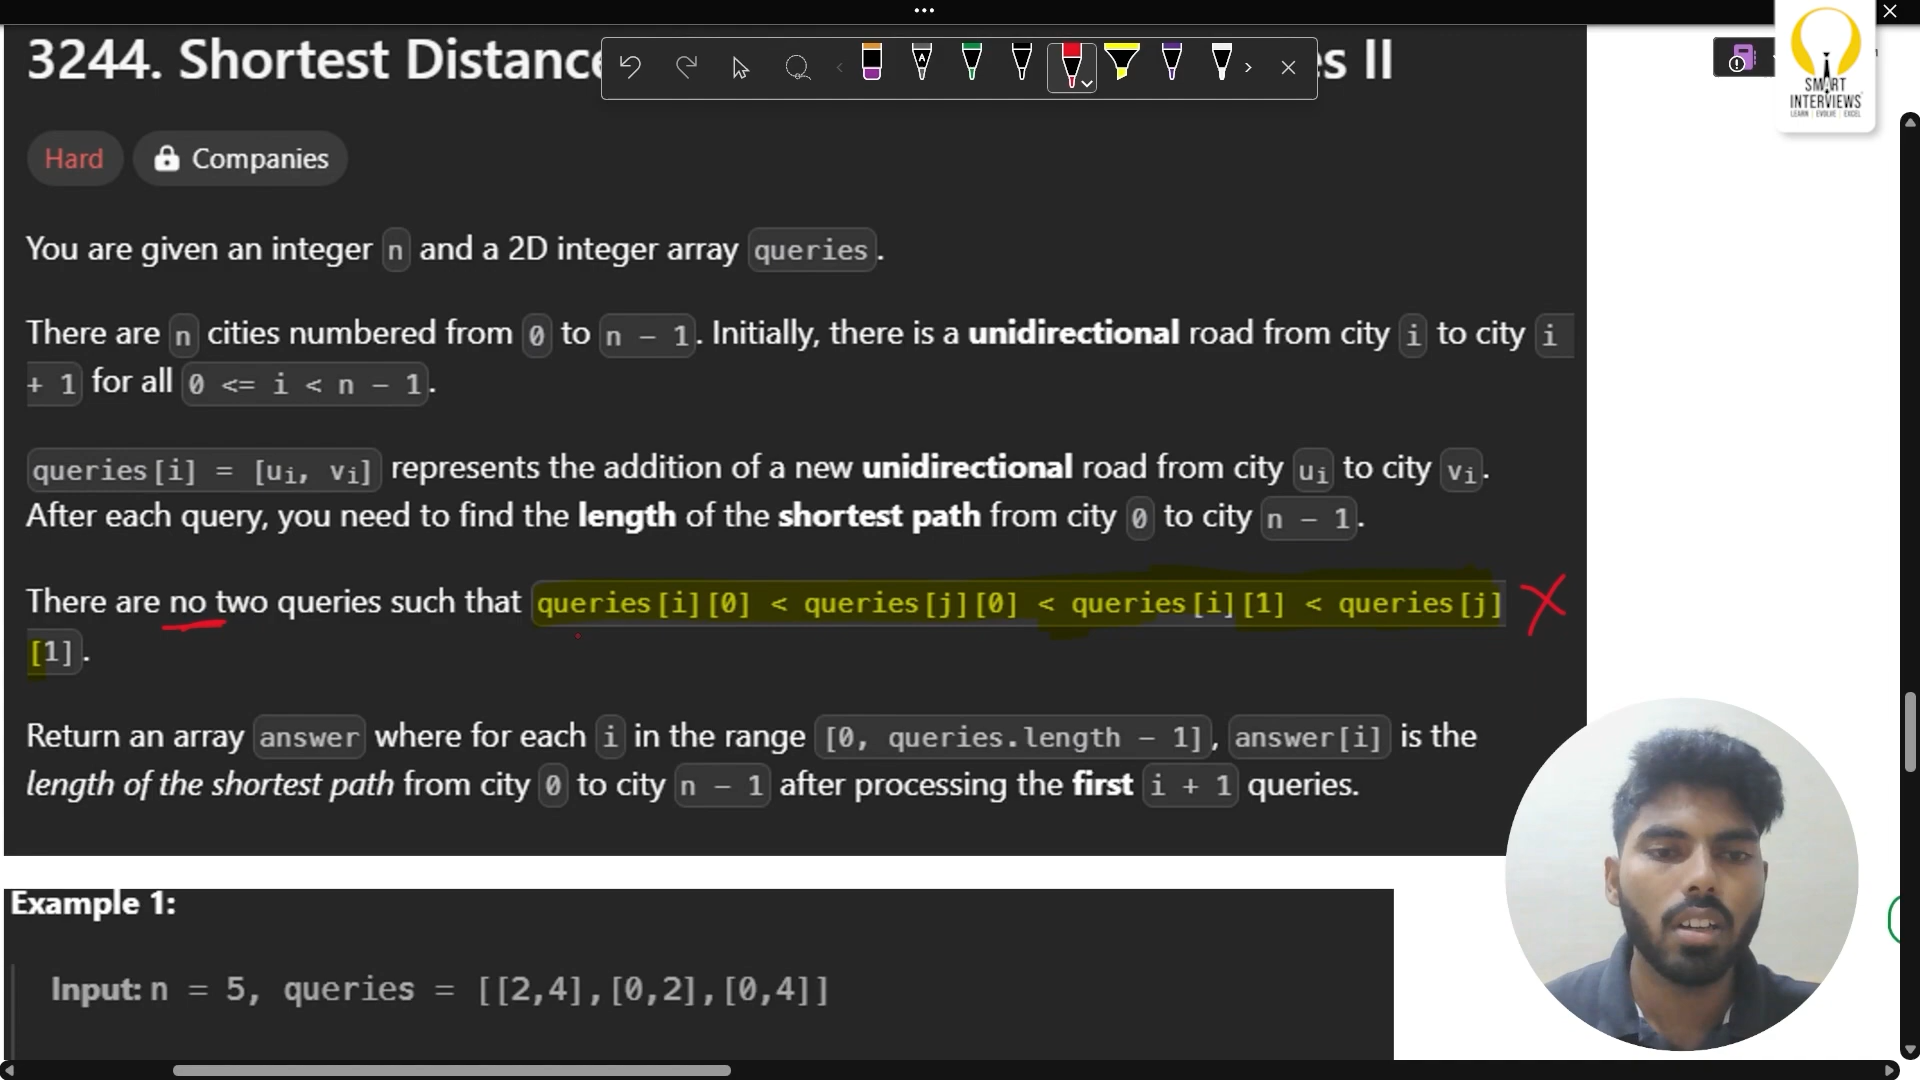 3244. Shortest Distance
s II
SMART
INTERVIEWS
LEARN | EVOLVE | EXCEL
Hard
Companies
You are given an integer n and a 2D integer array queries.
There are n cities numbered from 0 to n - 1. Initially, there is a unidirectional road from city i to city i
+ 1 for all 0 <= i < n - 1.
queries[i] = [ui, vi] represents the addition of a new unidirectional road from city ui to city vi.
After each query, you need to find the length of the shortest path from city 0 to city n - 1.
There are no two queries such that queries[i][0] < queries[j][0] < queries[i][1] < queries[j]
[1].
Return an array answer where for each i in the range [0, queries.length - 1], answer[i] is the
length of the shortest path from city 0 to city n - 1 after processing the first i + 1 queries.
Example 1:
Input: n = 5, queries = [[2,4],[0,2],[0,4]]